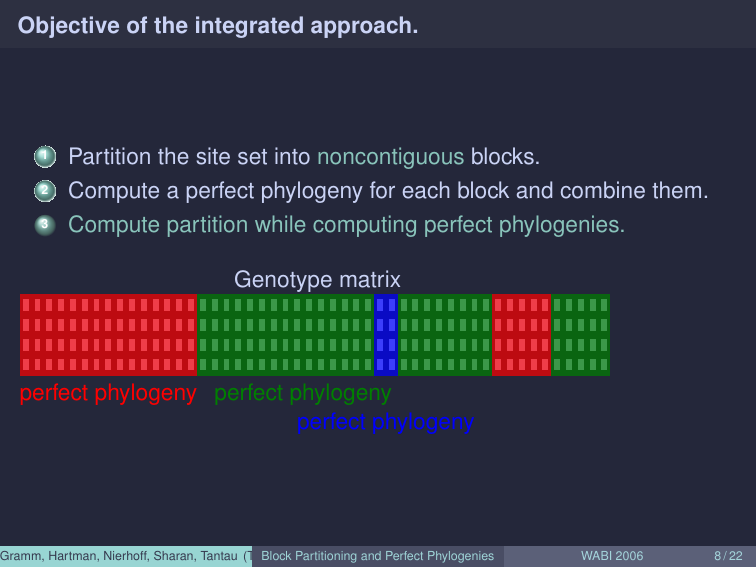 Objective of the integrated approach.
1 Partition the site set into noncontiguous blocks.
2 Compute a perfect phylogeny for each block and combine them.
3 Compute partition while computing perfect phylogenies.
Genotype matrix
perfect phylogeny perfect phylogeny
perfect phylogeny
Gramm, Hartman, Nierhoff, Sharan, Tantau (T Block Partitioning and Perfect Phylogenies WABI 2006 8 / 22